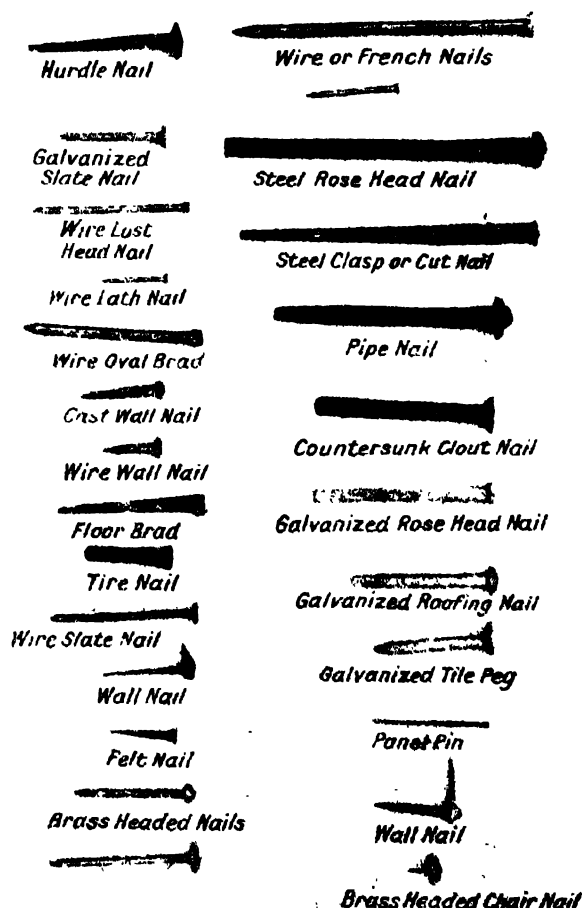 Hurdle Nail
Galvanized
Slate Nail
Wire Lost
Head Nail
Wire Lath Nail
Wire Oval Brad
Cast Wall Nail
Wire Wall Nail
Floor Brad
Tire Nail
Wire Slate Nail
Wall Nail
Felt Nail
Brass Headed Nails
Wire or French Nails
Steel Rose Head Nail
Steel Clasp or Cut Nail
Pipe Nail
Countersunk Clout Nail
Galvanized Rose Head Nail
Galvanized Roofing Nail
Galvanized Tile Peg
Panel Pin
Wall Nail
Brass Headed Chair Nail